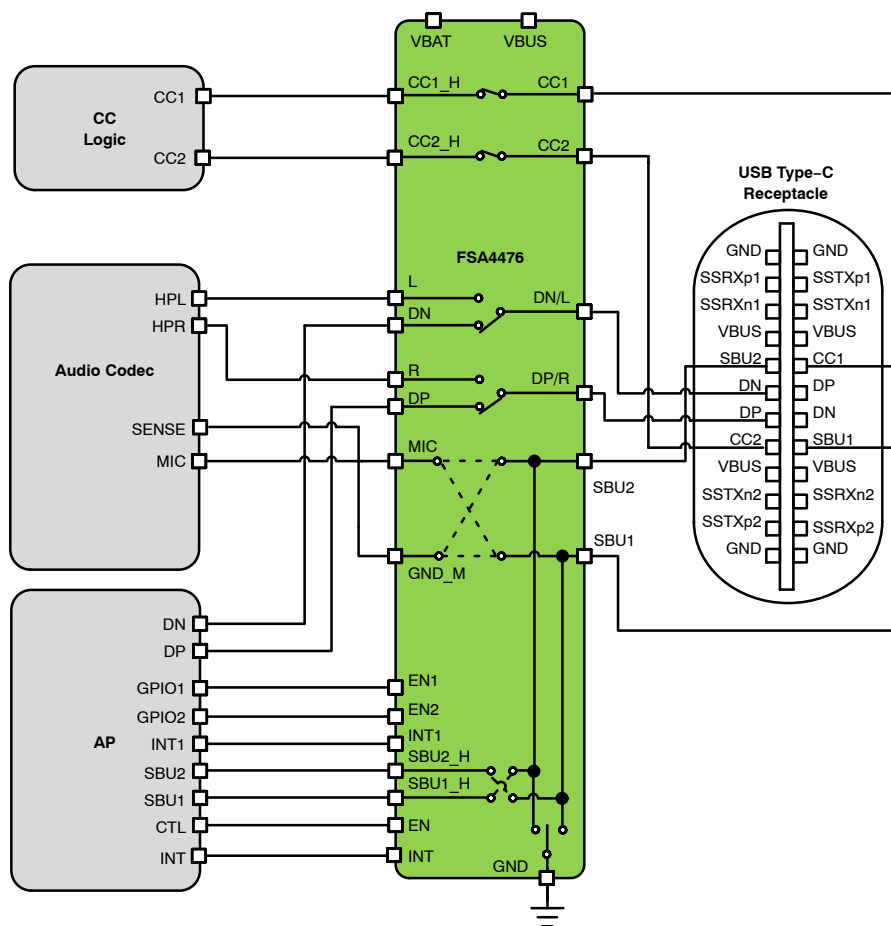 VBAT
VBUS
CC
Logic
CC1
CC2
CC1_H
CC1
CC2_H
CC2
USB Type−C
Receptacle
FSA4476
Audio Codec
HPL
HPR
SENSE
MIC
L
DN
DN/L
R
DP
DP/R
MIC
SBU2
GND_M
SBU1
GND
GND
SSRXp1
SSTXp1
SSRXn1
SSTXn1
VBUS
VBUS
SBU2
CC1
DN
DP
DP
DN
CC2
SBU1
VBUS
VBUS
SSTXn2
SSRXn2
SSTXp2
SSRXp2
GND
GND
AP
DN
DP
GPIO1
GPIO2
INT1
SBU2
SBU1
CTL
INT
EN1
EN2
INT1
SBU2_H
SBU1_H
EN
INT
GND